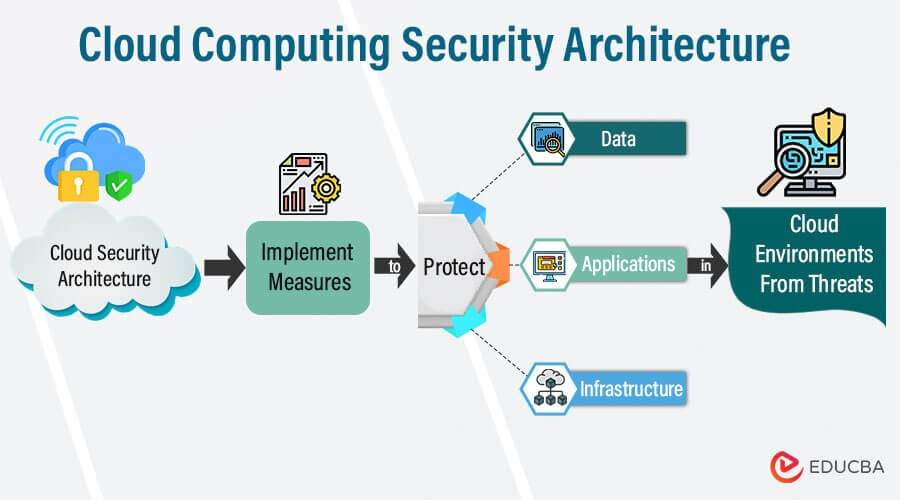 Cloud Computing Security Architecture
Cloud Security
Architecture
Implement
Measures
to
Protect
Data
Applications
Infrastructure
in
Cloud
Environments
From Threats
EDUCBA